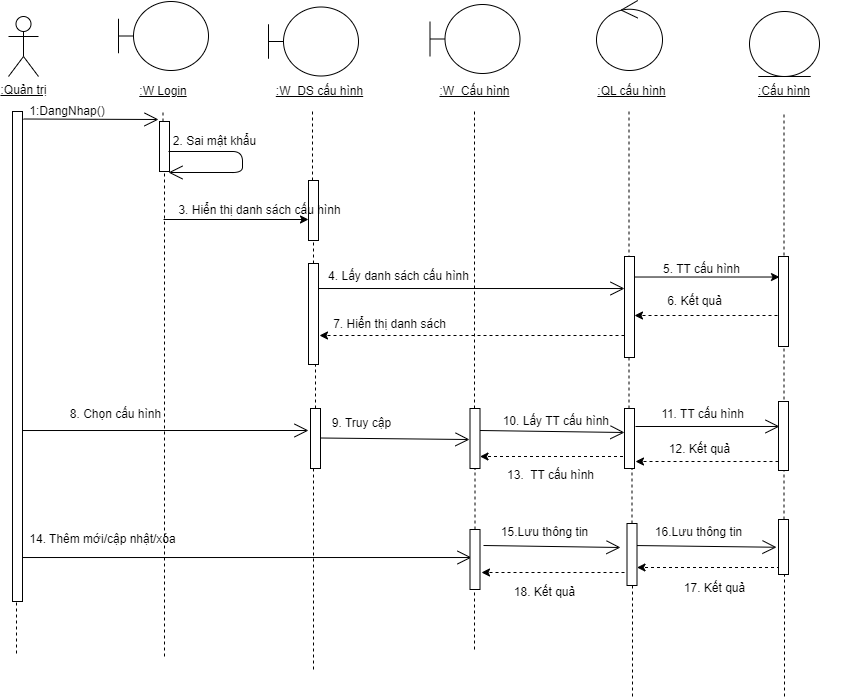 :Quản trị
:W Login
:W_DS cấu hình
:W_Cấu hình
:QL cấu hình
:Cấu hình
1:DangNhap()
2. Sai mật khẩu
3. Hiển thị danh sách cấu hình
4. Lấy danh sách cấu hình
5. TT cấu hình
6. Kết quả
7. Hiển thị danh sách
8. Chọn cấu hình
9. Truy cập
10. Lấy TT cấu hình
11. TT cấu hình
12. Kết quả
13. TT cấu hình
14. Thêm mới/cập nhật/xóa
15.Lưu thông tin
16.Lưu thông tin
17. Kết quả
18. Kết quả